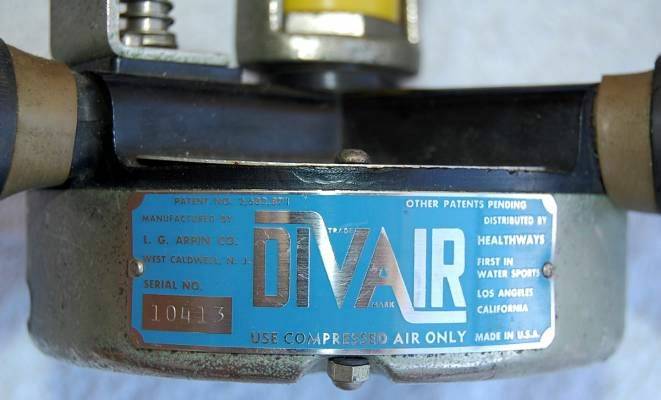 PATENT NO. 2,682,871
OTHER PATENTS PENDING
MANUFACTURED BY
L. G. ARPIN CO.
WEST CALDWELL, N. J.
SERIAL NO.
10413
DIVAIR
TRADE
MARK
DISTRIBUTED BY
HEALTHWAYS
FIRST IN
WATER SPORTS
LOS ANGELES
CALIFORNIA
USE COMPRESSED AIR ONLY
MADE IN U.S.A.